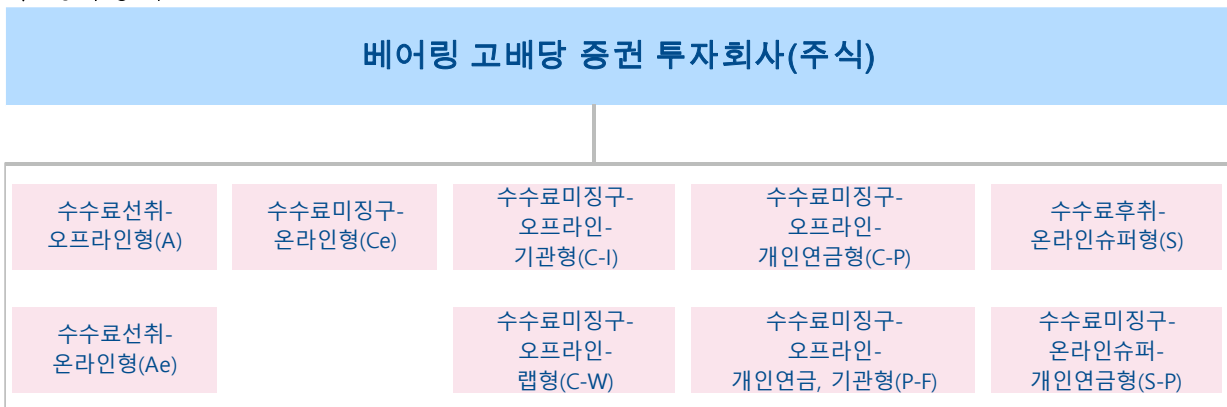 베어링 고배당 증권 투자회사(주식)
수수료선취-
오프라인형(A)
수수료미징구-
온라인형(Ce)
수수료미징구-
오프라인-
기관형(C-I)
수수료미징구-
오프라인-
개인연금형(C-P)
수수료후취-
온라인슈퍼형(S)
수수료선취-
온라인형(Ae)
수수료미징구-
오프라인-
랩형(C-W)
수수료미징구-
오프라인-
개인연금, 기관형(P-F)
수수료미징구-
온라인슈퍼-
개인연금형(S-P)